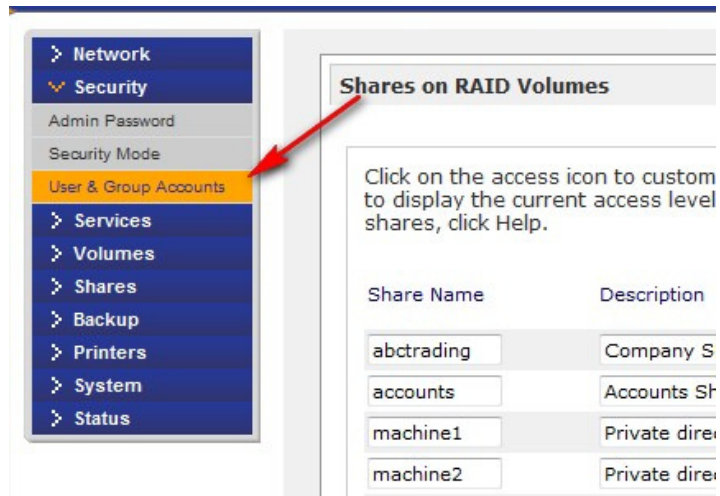 Network
Security
Admin Password
Security Mode
User & Group Accounts
Services
Volumes
Shares
Backup
Printers
System
Status
Shares on RAID Volumes
Click on the access icon to custom
to display the current access level
shares, click Help.
Share Name Description
abctrading Company S
accounts Accounts Sh
machine1 Private direc
machine2 Private direc